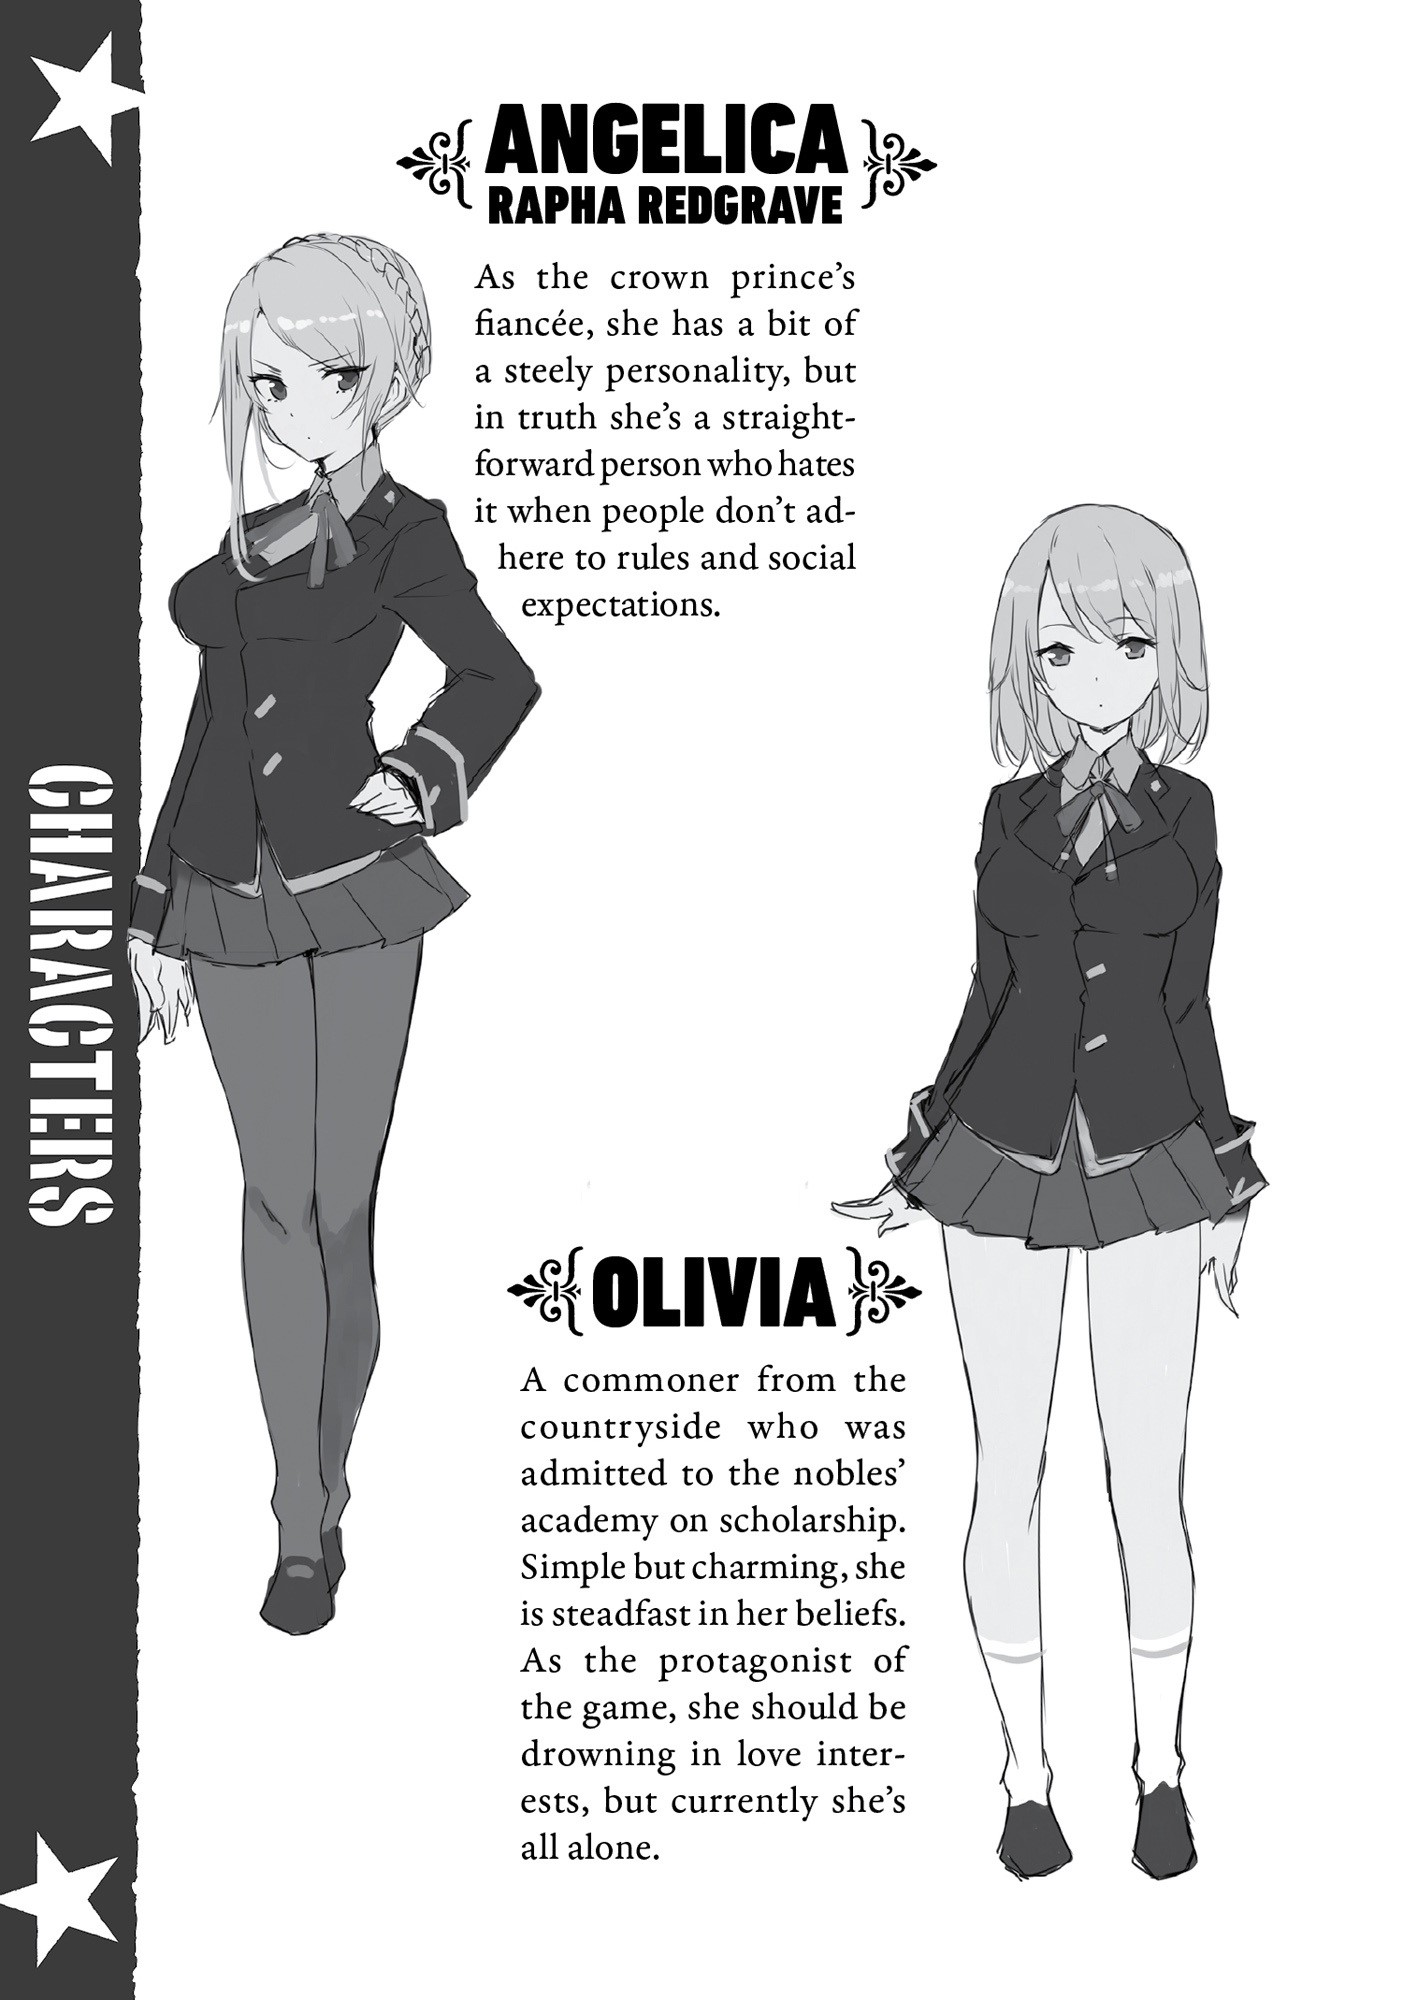 CHARACTERS
ANGELICA
RAPHA REDGRAVE
As the crown prince's
fiancée, she has a bit of
a steely personality, but
in truth she's a straight-
forward person who hates
it when people don't ad-
here to rules and social
expectations.
OLIVIA
A commoner from the
countryside who was
admitted to the nobles'
academy on scholarship.
Simple but charming, she
is steadfast in her beliefs.
As the protagonist of
the game, she should be
drowning in love inter-
ests, but currently she's
all alone.